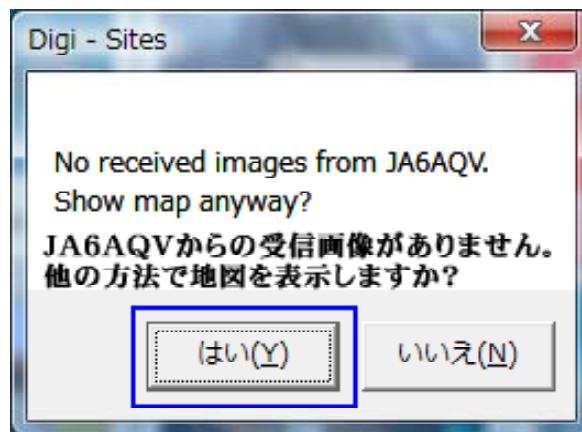 Digi - Sites
No received images from JA6AQV.
Show map anyway?
JA6AQVからの受信画像がありません。
他の方法で地図を表示しますか?
はい(Y)
いいえ(N)